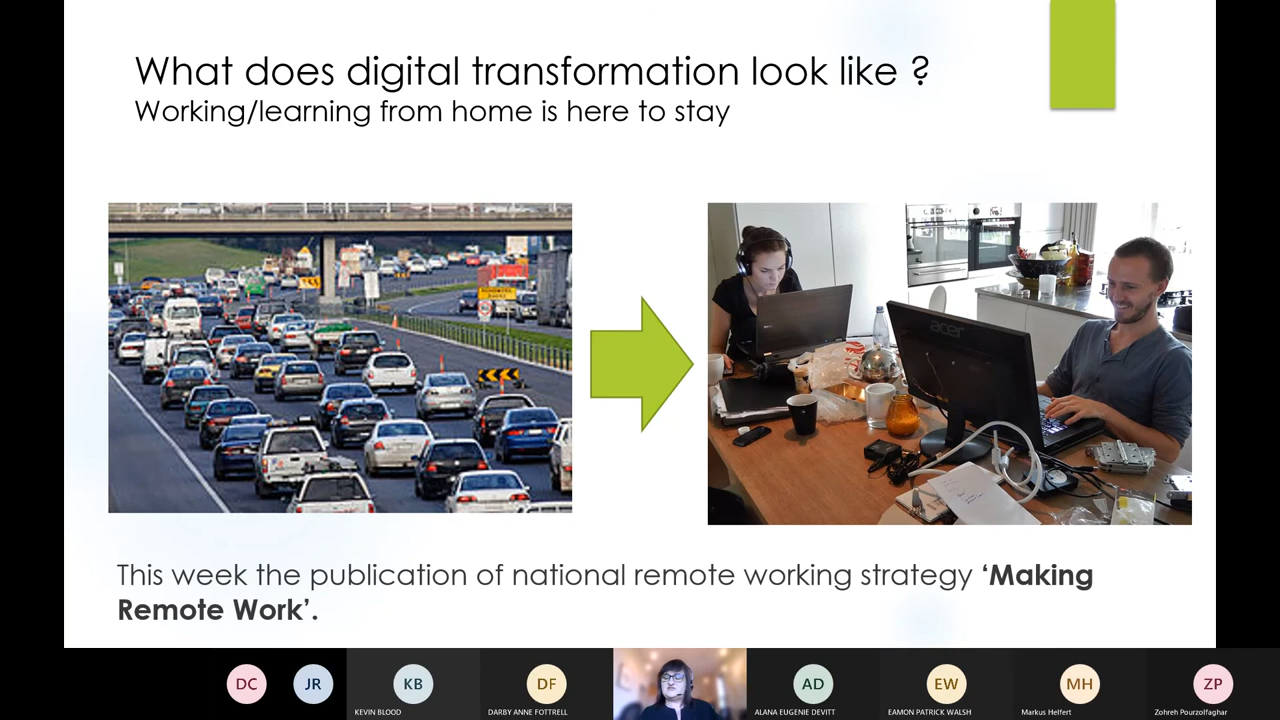 What does digital transformation look like ?
Working/learning from home is here to stay
acer
This week the publication of national remote working strategy ‘Making
Remote Work’.
DC
JR
KB
DF
AD
EW
MH
ZP
KEVIN BLOOD
DARBY ANNE FOTTRELL
ALANA EUGENIE DEVITT
EAMON PATRICK WALSH
Markus Helfert
Zohreh Pourzolfaghar